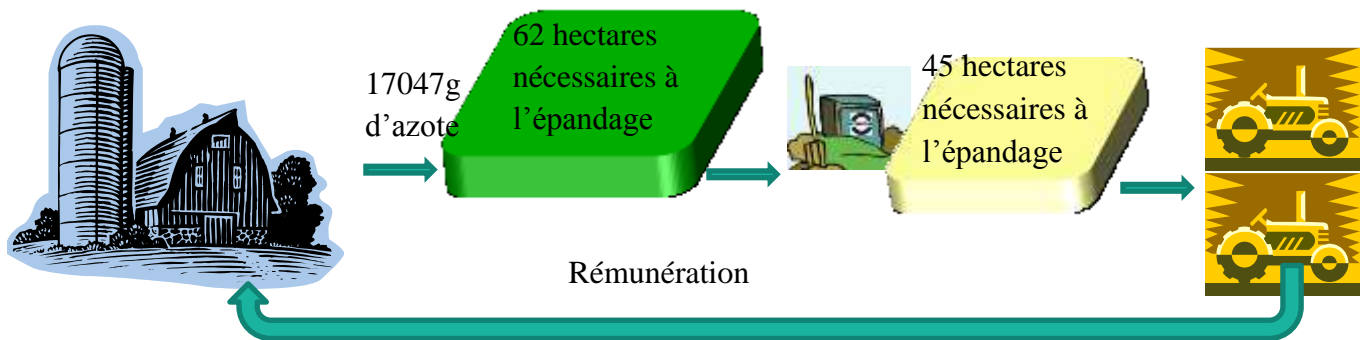 17047g
d’azote
62 hectares
nécessaires à
l’épandage
45 hectares
nécessaires à
l’épandage
Rémunération